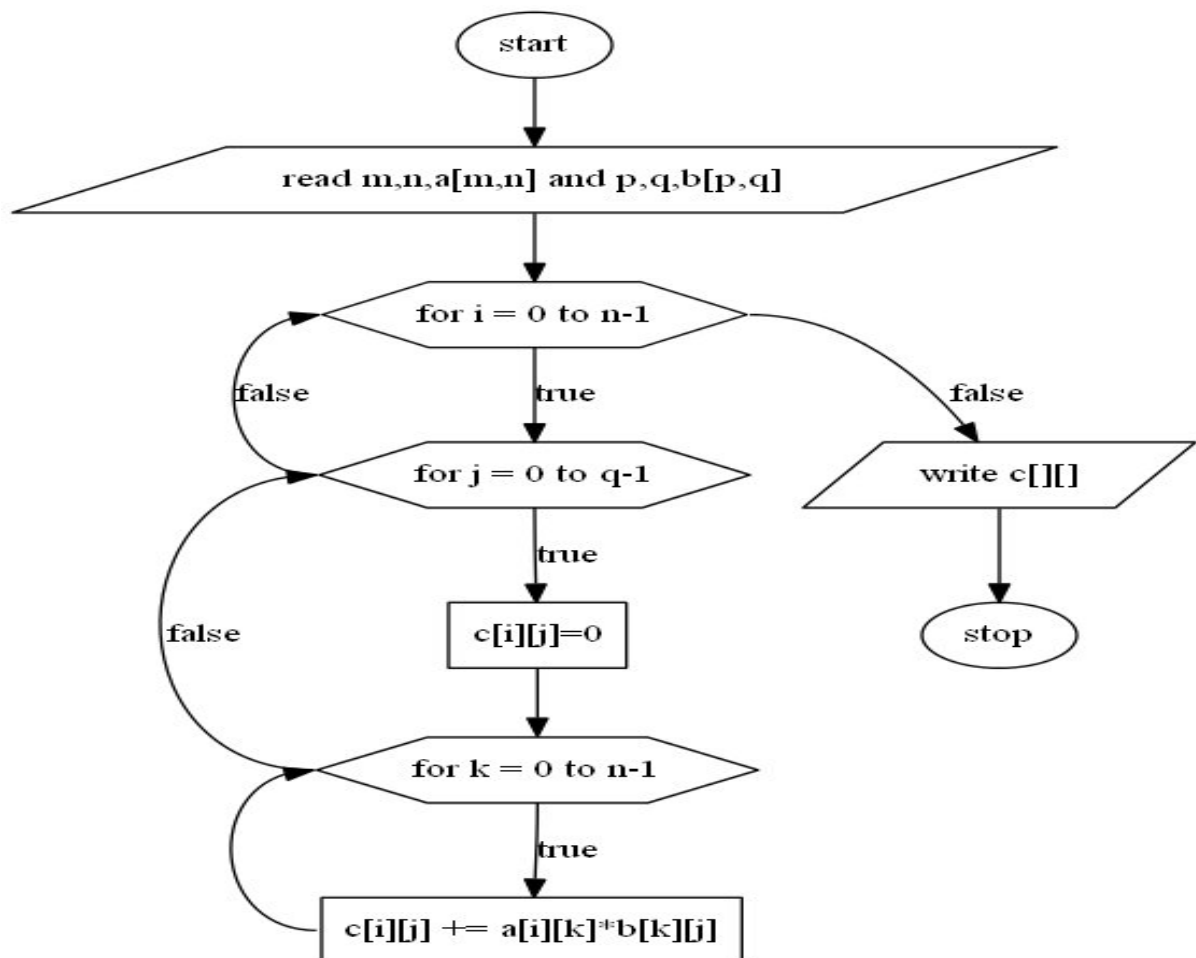 start
read m,n,a[m,n] and p,q,b[p,q]
for i = 0 to n-1
false
true
false
for j = 0 to q-1
write c[][]
true
false
c[i][j]=0
stop
for k = 0 to n-1
true
c[i][j] += a[i][k]*b[k][j]